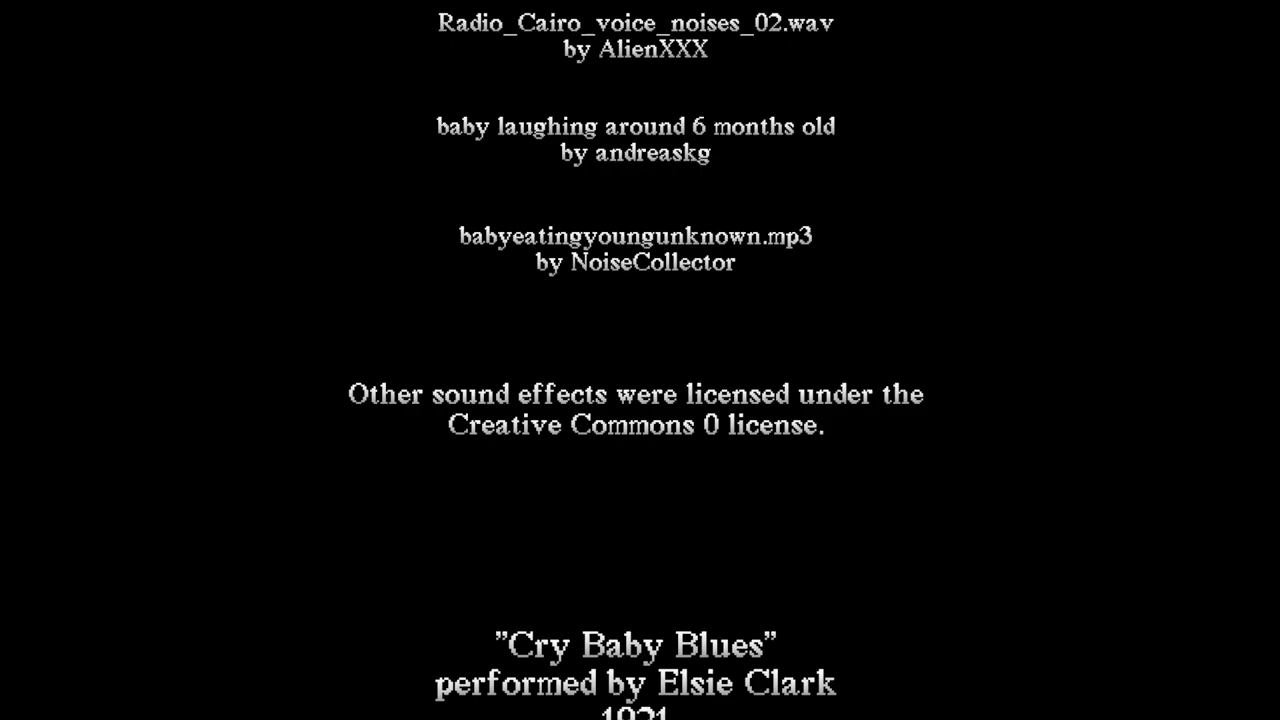 Radio_Cairo_voice_noises_02.wav
by AlienXXX
baby laughing around 6 months old
by andreaskg
babyeatingyoungunknown.mp3
by NoiseCollector
Other sound effects were licensed under the
Creative Commons 0 license.
"Cry Baby Blues"
performed by Elsie Clark
1921